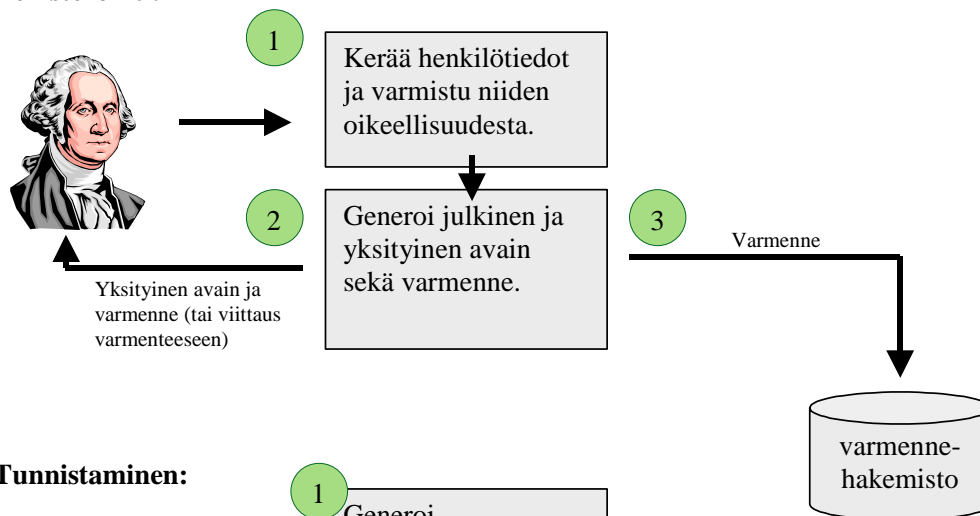 1
Kerää henkilötiedot
ja varmistu niiden
oikeellisuudesta.
2
Generoi julkinen ja
yksityinen avain
sekä varmenne.
3
Varmenne
Yksityinen avain ja
varmenne (tai viittaus
varmenteeseen)
varmenne-
hakemisto
Tunnistaminen:
1
Generoi